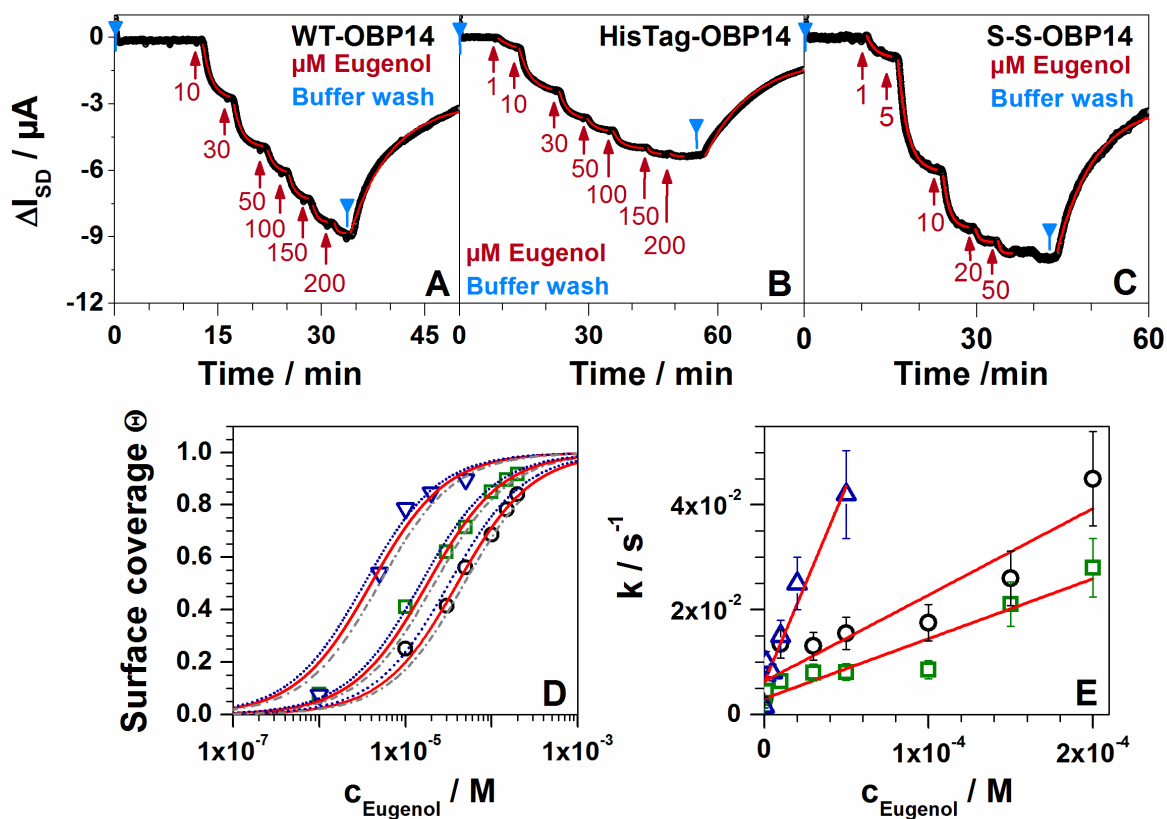 ΔI_SD / µA
0
-3
-6
-9
-12
WT-OBP14
µM Eugenol
Buffer wash
10
30
50
100
150
200
A
0
15
30
45
Time / min
HisTag-OBP14
1
10
30
50
100
150
200
µM Eugenol
Buffer wash
B
0
30
60
Time / min
S-S-OBP14
µM Eugenol
Buffer wash
1
5
10
20
50
C
0
30
60
Time /min
Surface coverage Θ
1.0
0.8
0.6
0.4
0.2
0.0
D
1x10⁻⁷
1x10⁻⁵
1x10⁻³
c_Eugenol / M
k / s⁻¹
4x10⁻²
2x10⁻²
0
E
0
1x10⁻⁴
2x10⁻⁴
c_Eugenol / M